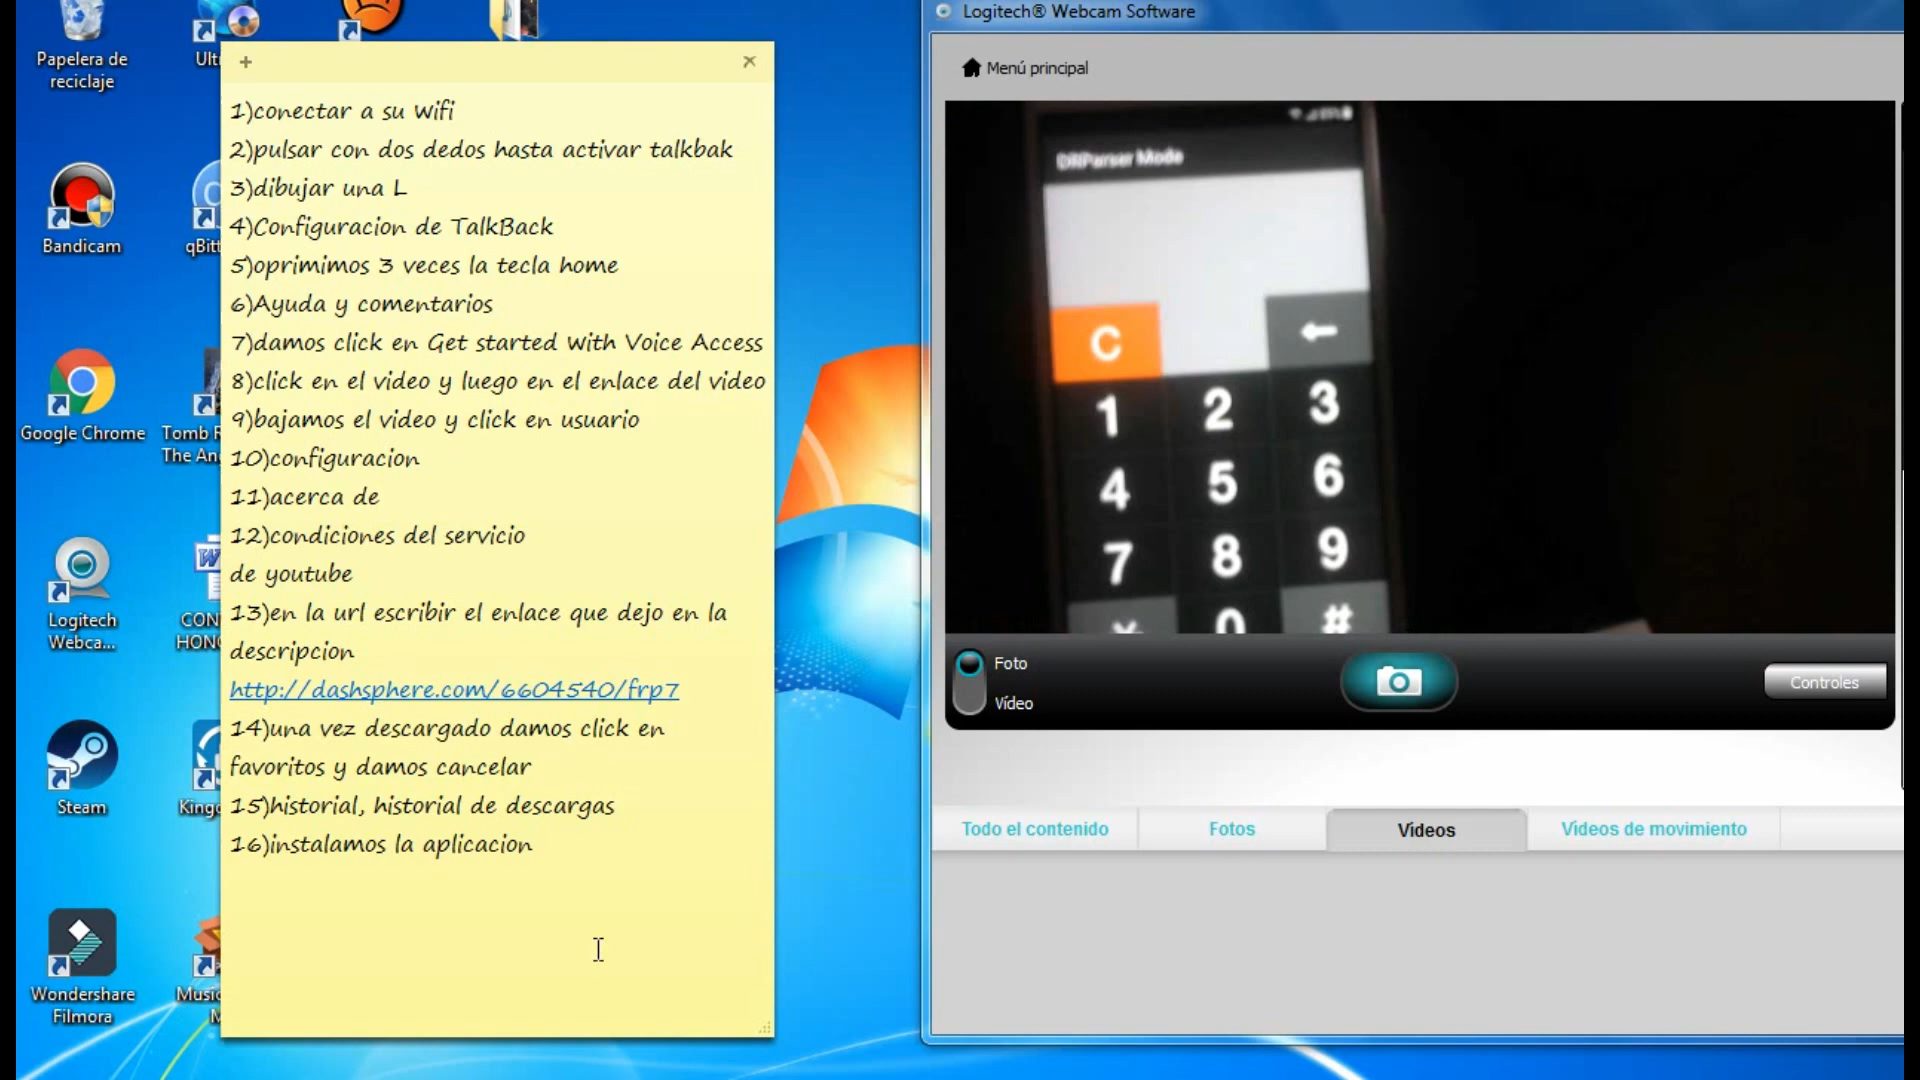 Papelera de
reciclaje
Bandicam
Google Chrome
Logitech
Webca...
Steam
Wondershare
Filmora
1)conectar a su wifi
2)pulsar con dos dedos hasta activar talkbak
3)dibujar una L
4)Configuracion de TalkBack
5)oprimimos 3 veces la tecla home
6)Ayuda y comentarios
7)damos click en Get started with Voice Access
8)click en el video y luego en el enlace del video
9)bajamos el video y click en usuario
10)configuracion
11)acerca de
12)condiciones del servicio
de youtube
13)en la url escribir el enlace que dejo en la
descripcion
http://dashsphere.com/6604540/frp7
14)una vez descargado damos click en
favoritos y damos cancelar
15)historial, historial de descargas
16)instalamos la aplicacion
Logitech® Webcam Software
Menú principal
DRParser Mode
C
1 2 3
4 5 6
7 8 9
0 #
Foto
Vídeo
Controles
Todo el contenido
Fotos
Vídeos
Vídeos de movimiento